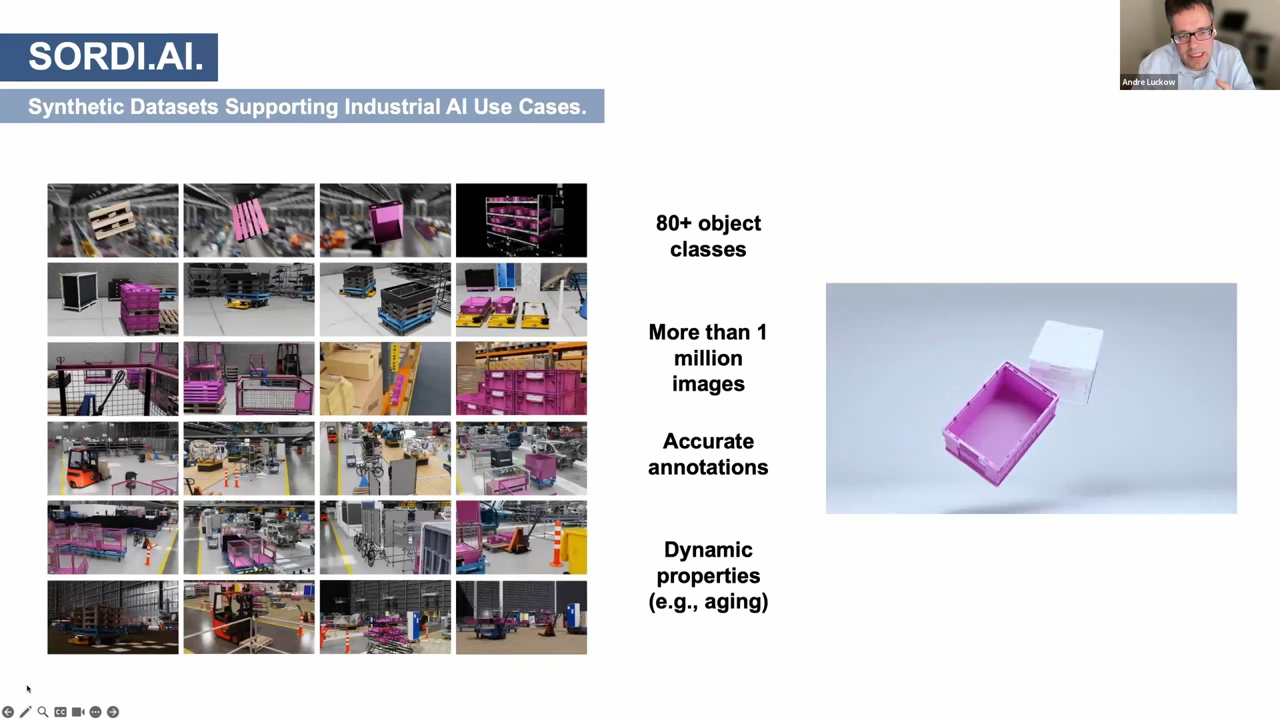 SORDI.AI.
Synthetic Datasets Supporting Industrial AI Use Cases.
Andre Luckow
80+ object
classes
More than 1
million
images
Accurate
annotations
Dynamic
properties
(e.g., aging)
CC